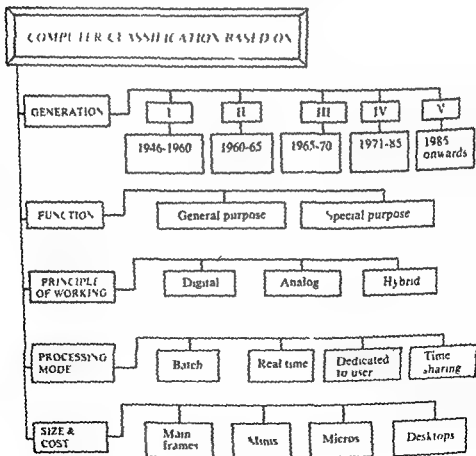 COMPUTER CLASSIFICATION BASED ON
GENERATION
I II III IV V
1946-1960 1960-65 1965-70 1971-85 1985 onwards
FUNCTION
General purpose Special purpose
PRINCIPLE OF WORKING
Digital Analog Hybrid
PROCESSING MODE
Batch Real time Dedicated to user Time sharing
SIZE & COST
Main frames Minis Micros Desktops